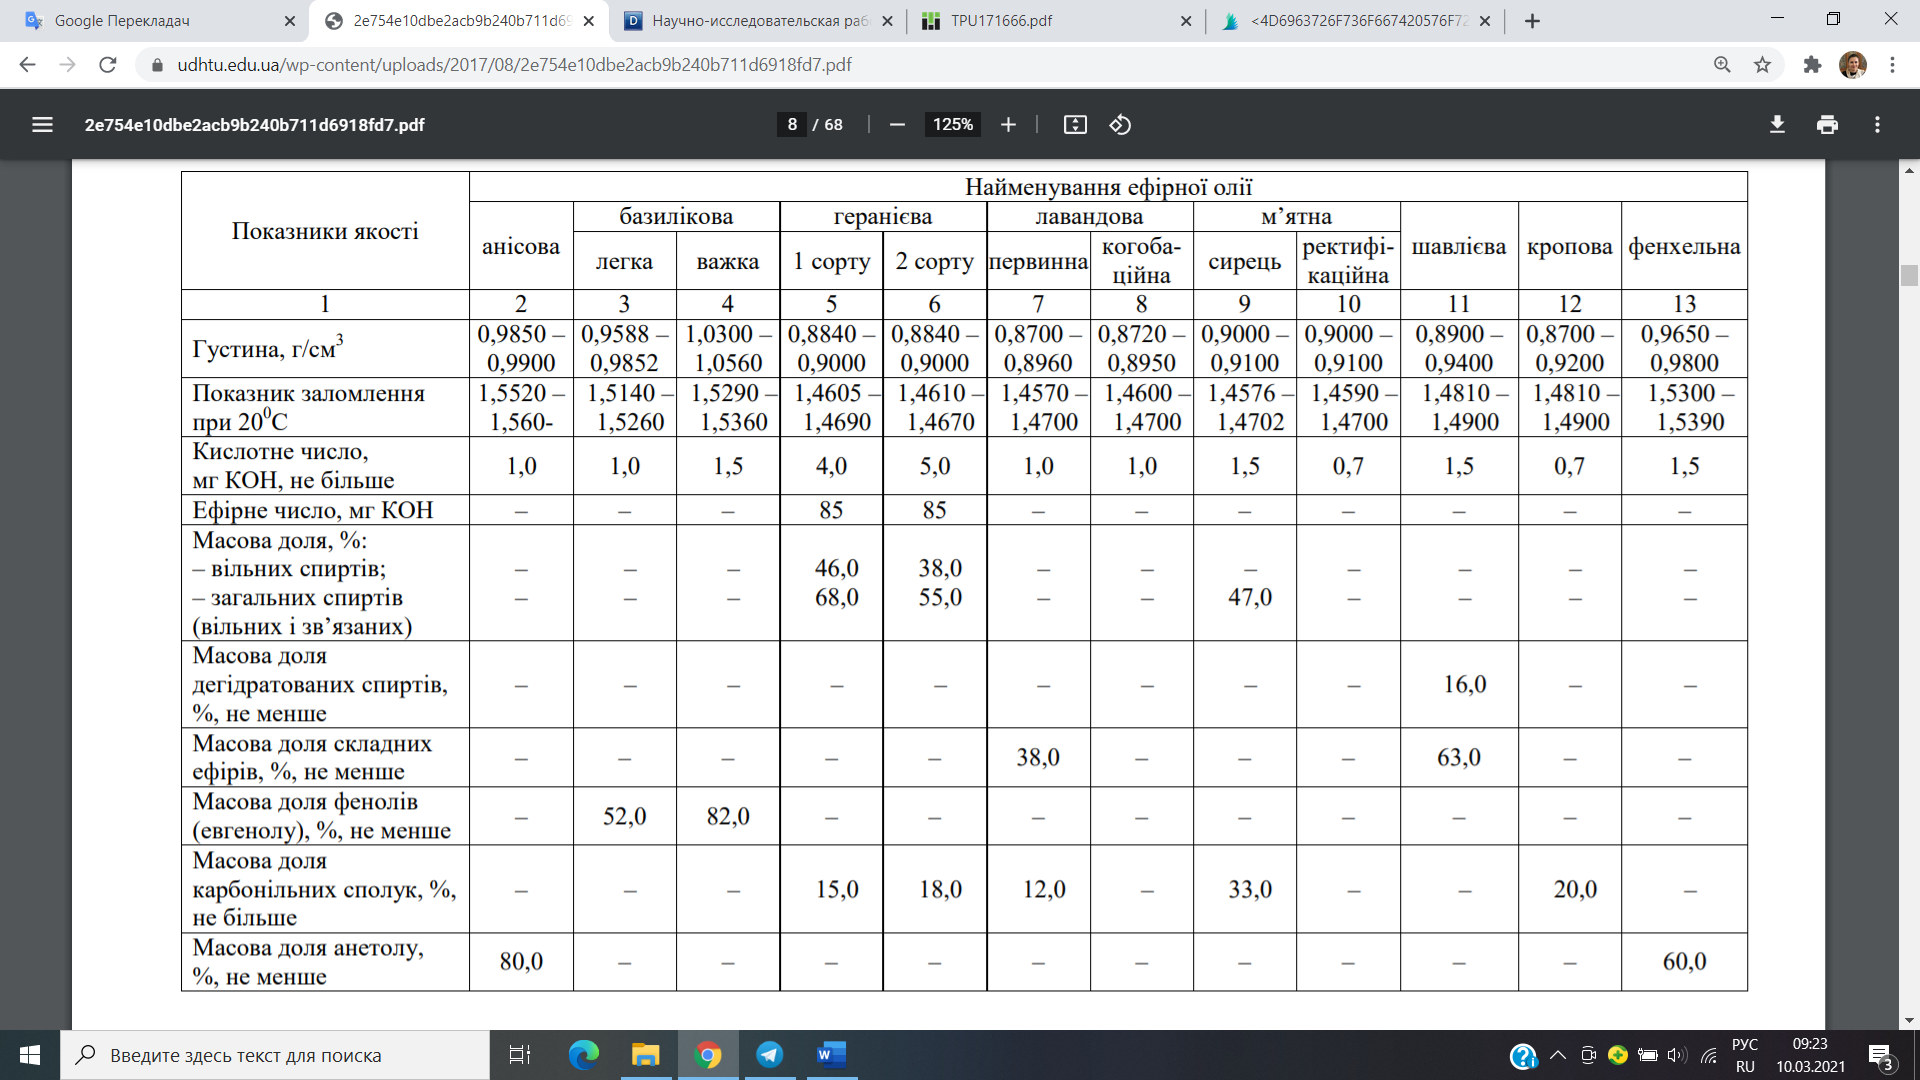 Google Перекладач
2e754e10dbe2acb9b240b711d69
Научно-исследовательская раб
TPU171666.pdf
<4D6963726F736F667420576F72
udhtu.edu.ua/wp-content/uploads/2017/08/2e754e10dbe2acb9b240b711d6918fd7.pdf
2e754e10dbe2acb9b240b711d6918fd7.pdf
8 / 68
125%
Показники якості Найменування ефірної олії
анісова базилікова геранієва лавандова м’ятна шавлієва кропова фенхельна
легка важка 1 сорту 2 сорту первинна когоба-ційна сирець ректифі-каційна
1 2 3 4 5 6 7 8 9 10 11 12 13
Густина, г/см3 0,9850 – 0,9588 – 1,0300 – 0,8840 – 0,8840 – 0,8700 – 0,8720 – 0,9000 – 0,9000 – 0,8900 – 0,8700 – 0,9650 –
0,9900 0,9852 1,0560 0,9000 0,9000 0,8960 0,8950 0,9100 0,9100 0,9400 0,9200 0,9800
Показник заломлення 1,5520 – 1,5140 – 1,5290 – 1,4605 – 1,4610 – 1,4570 – 1,4600 – 1,4576 – 1,4590 – 1,4810 – 1,4810 – 1,5300 –
при 20⁰С 1,560- 1,5260 1,5360 1,4690 1,4670 1,4700 1,4700 1,4702 1,4700 1,4900 1,4900 1,5390
Кислотне число,
мг КОН, не більше 1,0 1,0 1,5 4,0 5,0 1,0 1,0 1,5 0,7 1,5 0,7 1,5
Ефірне число, мг КОН – – – 85 85 – – – – – – –
Масова доля, %:
– вільних спиртів; – – – 46,0 38,0 – – – – – – –
– загальних спиртів – – – 68,0 55,0 – – 47,0 – – – –
(вільних і зв’язаних)
Масова доля
дегідратованих спиртів, – – – – – – – – – 16,0 – –
%, не менше
Масова доля складних
ефірів, %, не менше – – – – – 38,0 – – – 63,0 – –
Масова доля фенолів
(евгенолу), %, не менше – 52,0 82,0 – – – – – – – – –
Масова доля
карбонільних сполук, %, – – – 15,0 18,0 12,0 – 33,0 – – 20,0 –
не більше
Масова доля анетолу,
%, не менше 80,0 – – – – – – – – – – 60,0
Введите здесь текст для поиска
РУС
RU
09:23
10.03.2021
3